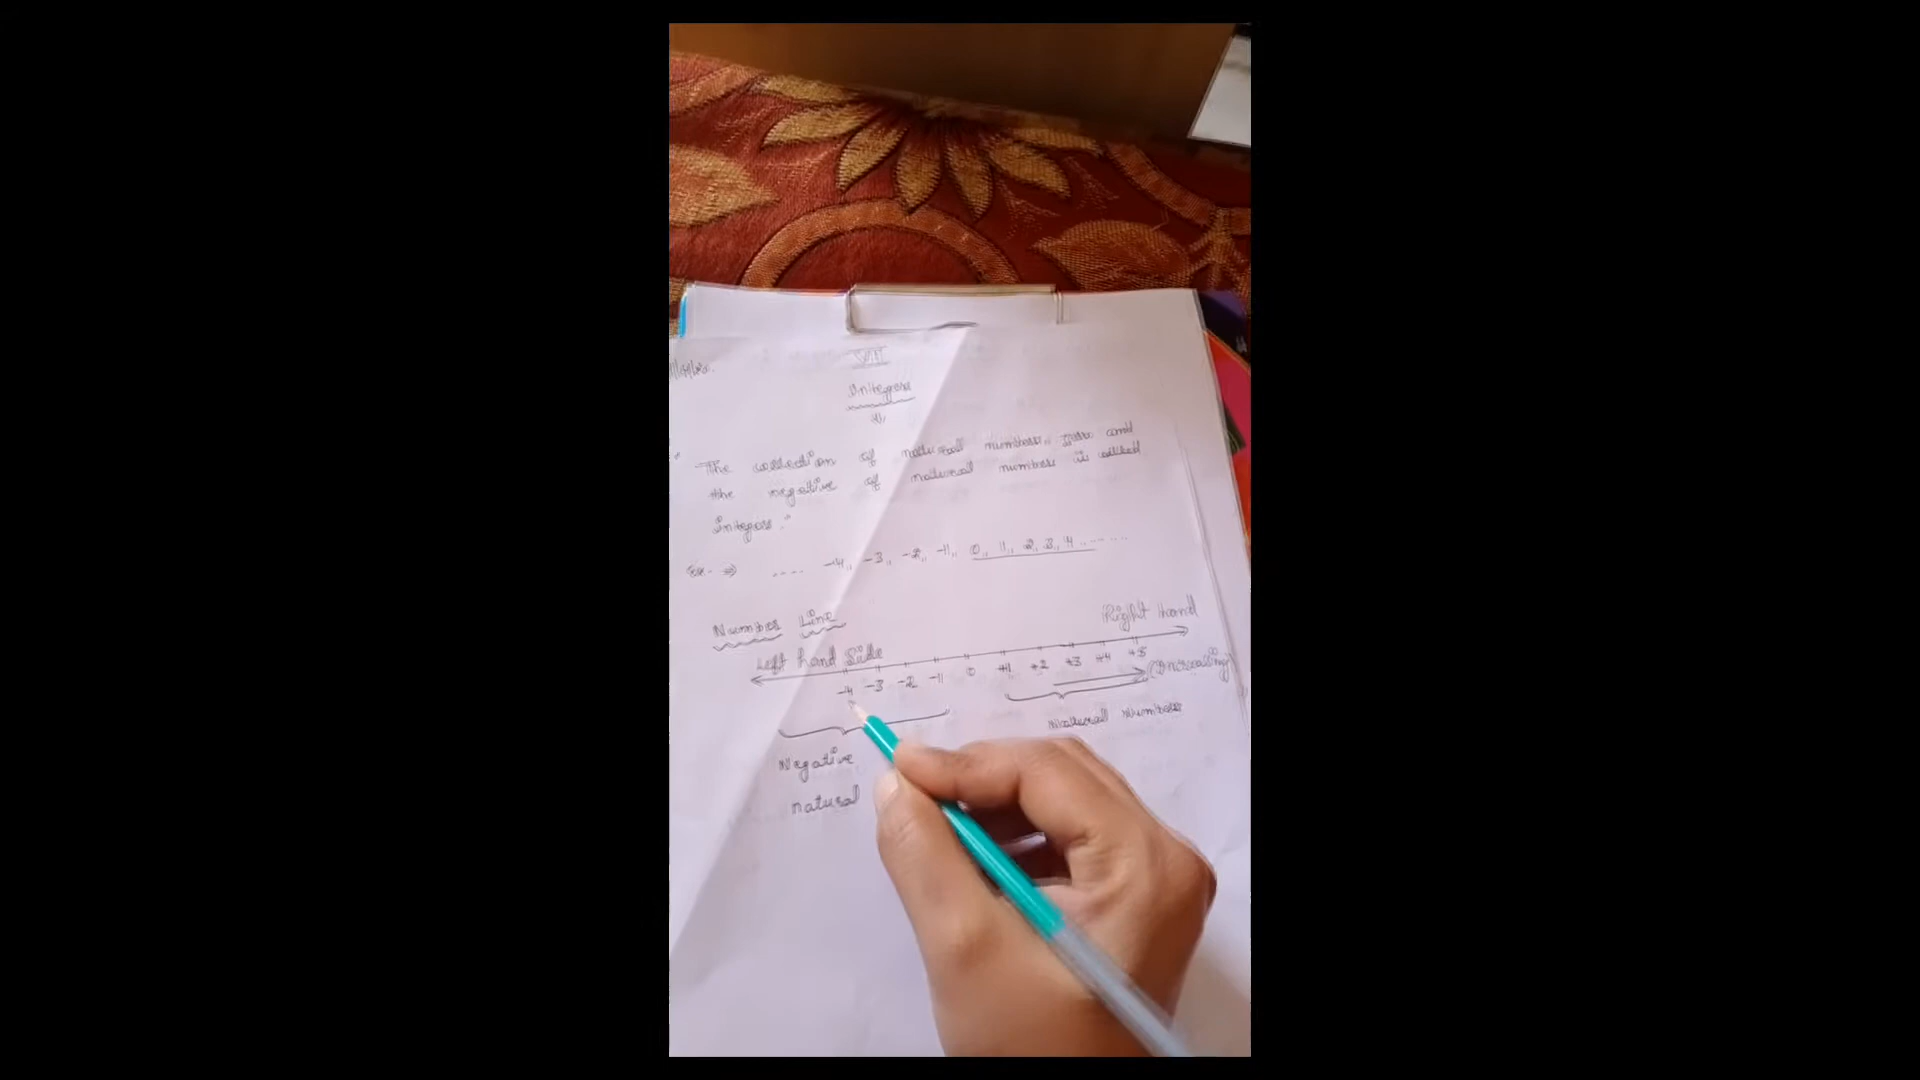 VII
Integers
"The collection of natural numbers, zero and
the negative of natural numbers is called
Integers."
Ex. ⇒ .... -4, -3, -2, -1, 0, 1, 2, 3, 4, ......
Number Line
Right hand
Left hand Side
-4 -3 -2 -1 0 +1 +2 +3 +4 +5
(Increasing)
Natural numbers
Negative
natural